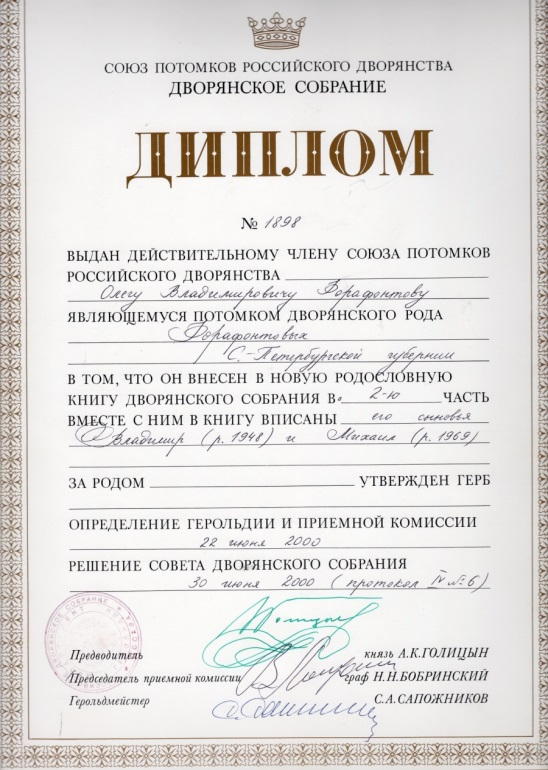 СОЮЗ ПОТОМКОВ РОССИЙСКОГО ДВОРЯНСТВА
ДВОРЯНСКОЕ СОБРАНИЕ
ДИПЛОМ
№ 1898
ВЫДАН ДЕЙСТВИТЕЛЬНОМУ ЧЛЕНУ СОЮЗА ПОТОМКОВ
РОССИЙСКОГО ДВОРЯНСТВА
Олегу Владимировичу Форафонтову
ЯВЛЯЮЩЕМУСЯ ПОТОМКОМ ДВОРЯНСКОГО РОДА
Форафонтовых
С.-Петербургской губернии
В ТОМ, ЧТО ОН ВНЕСЕН В НОВУЮ РОДОСЛОВНУЮ
КНИГУ ДВОРЯНСКОГО СОБРАНИЯ В 2-ю ЧАСТЬ
ВМЕСТЕ С НИМ В КНИГУ ВПИСАНЫ его сыновья
Владимир (р. 1948) и Михаил (р. 1969)
ЗА РОДОМ УТВЕРЖДЕН ГЕРБ
ОПРЕДЕЛЕНИЕ ГЕРОЛЬДИИ И ПРИЕМНОЙ КОМИССИИ
22 июня 2000
РЕШЕНИЕ СОВЕТА ДВОРЯНСКОГО СОБРАНИЯ
30 июня 2000 (протокол IV № 6)
Предводитель князь А.К.ГОЛИЦЫН
Председатель приемной комиссии граф Н.Н.БОБРИНСКИЙ
Герольдмейстер С.А.САПОЖНИКОВ